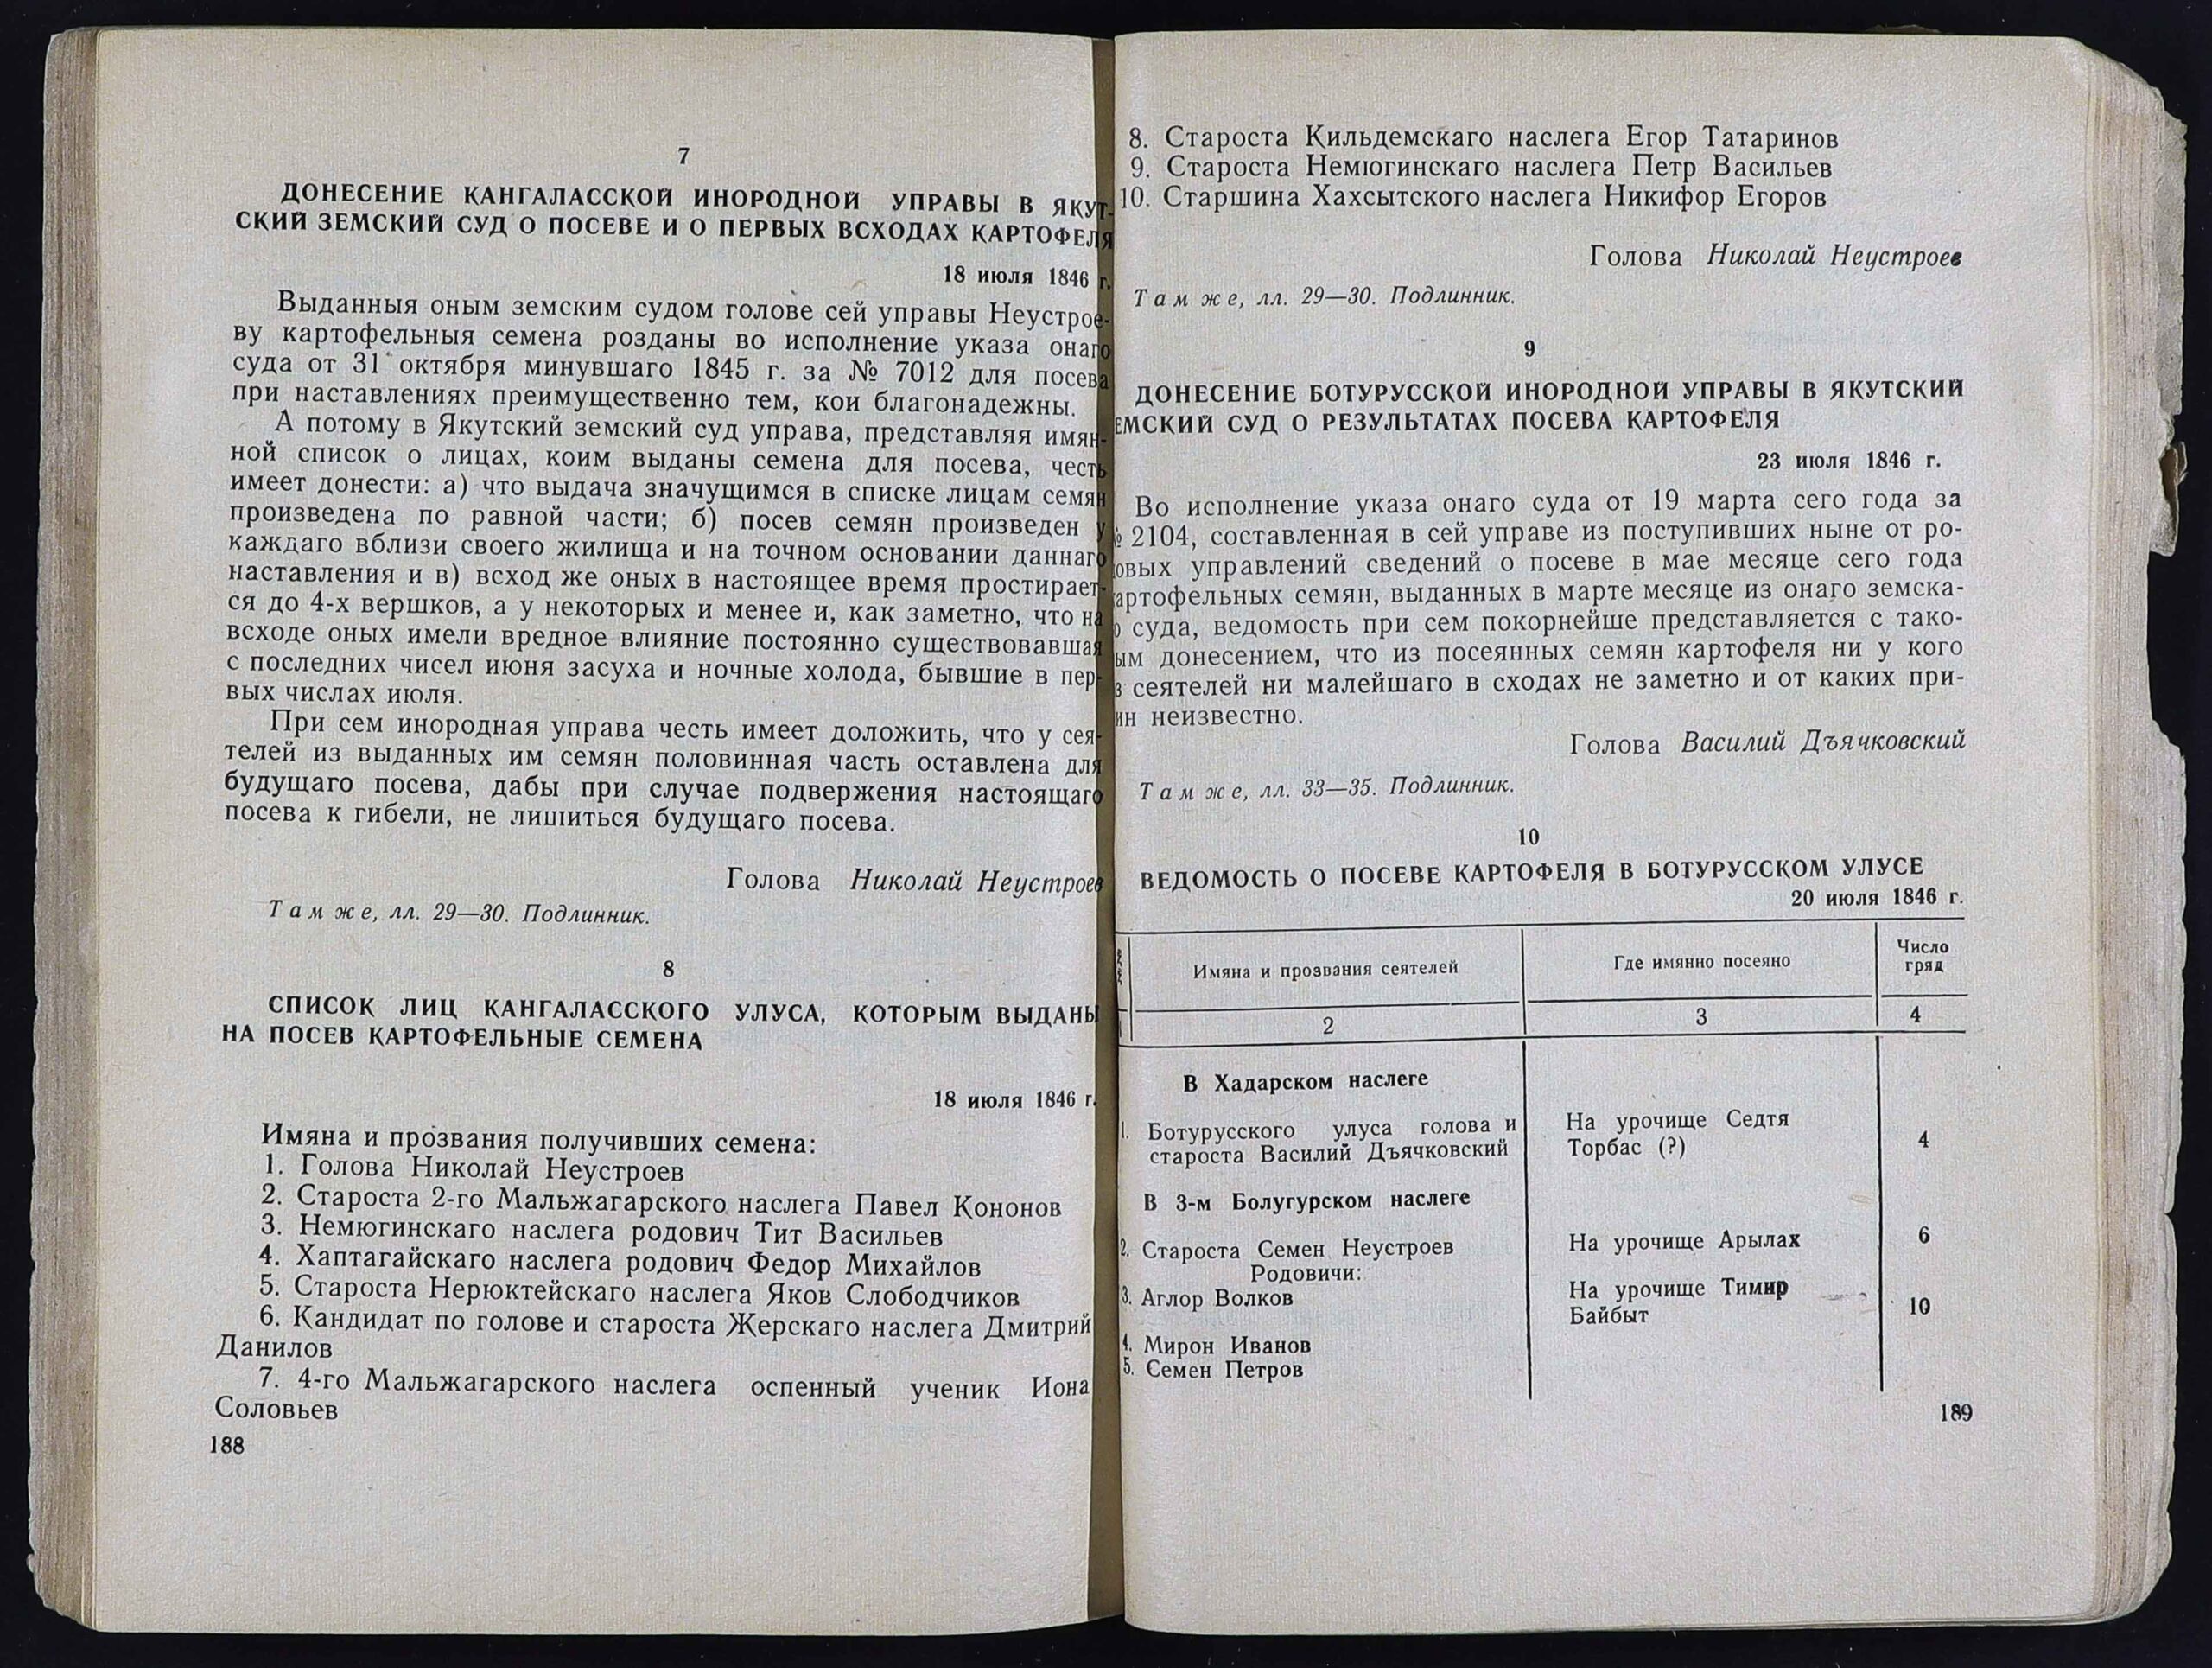 7
ДОНЕСЕНИЕ КАНГАЛАССКОЙ ИНОРОДНОЙ УПРАВЫ В ЯКУТ-
СКИЙ ЗЕМСКИЙ СУД О ПОСЕВЕ И О ПЕРВЫХ ВСХОДАХ КАРТОФЕЛЯ
18 июля 1846 г.
Выданныя оным земским судом голове сей управы Неустрое-
ву картофельныя семена розданы во исполнение указа онаго
суда от 31 октября минувшаго 1845 г. за № 7012 для посева
при наставлениях преимущественно тем, кои благонадежны.
А потому в Якутский земский суд управа, представляя имян-
ной список о лицах, коим выданы семена для посева, честь
имеет донести: а) что выдача значущимся в списке лицам семян
произведена по равной части; б) посев семян произведен у
каждаго вблизи своего жилища и на точном основании даннаго
наставления и в) всход же оных в настоящее время простирает-
ся до 4-х вершков, а у некоторых и менее и, как заметно, что на
всходе оных имели вредное влияние постоянно существовавшая
с последних чисел июня засуха и ночные холода, бывшие в пер-
вых числах июля.
При сем инородная управа честь имеет доложить, что у сея-
телей из выданных им семян половинная часть оставлена для
будущаго посева, дабы при случае подвержения настоящаго
посева к гибели, не лишиться будущаго посева.
Голова Николай Неустроев
Там же, лл. 29—30. Подлинник.
8
СПИСОК ЛИЦ КАНГАЛАССКОГО УЛУСА, КОТОРЫМ ВЫДАНЫ
НА ПОСЕВ КАРТОФЕЛЬНЫЕ СЕМЕНА
18 июля 1846 г.
Имяна и прозвания получивших семена:
1. Голова Николай Неустроев
2. Староста 2-го Мальжагарского наслега Павел Кононов
3. Немюгинскаго наслега родович Тит Васильев
4. Хаптагайскаго наслега родович Федор Михайлов
5. Староста Нерюктейскаго наслега Яков Слободчиков
6. Кандидат по голове и староста Жерскаго наслега Дмитрий
Данилов
7. 4-го Мальжагарского наслега оспенный ученик Иона
Соловьев
188
8. Староста Кильдемскаго наслега Егор Татаринов
9. Староста Немюгинскаго наслега Петр Васильев
10. Старшина Хахсытского наслега Никифор Егоров
Голова Николай Неустроев
Там же, лл. 29—30. Подлинник.
9
ДОНЕСЕНИЕ БОТУРУССКОЙ ИНОРОДНОЙ УПРАВЫ В ЯКУТСКИЙ
ЕМСКИЙ СУД О РЕЗУЛЬТАТАХ ПОСЕВА КАРТОФЕЛЯ
23 июля 1846 г.
Во исполнение указа онаго суда от 19 марта сего года за
№ 2104, составленная в сей управе из поступивших ныне от ро-
овых управлений сведений о посеве в мае месяце сего года
артофельных семян, выданных в марте месяце из онаго земска-
о суда, ведомость при сем покорнейше представляется с тако-
ым донесением, что из посеянных семян картофеля ни у кого
з сеятелей ни малейшаго в сходах не заметно и от каких при-
ин неизвестно.
Голова Василий Дъячковский
Там же, лл. 33—35. Подлинник.
10
ВЕДОМОСТЬ О ПОСЕВЕ КАРТОФЕЛЯ В БОТУРУССКОМ УЛУСЕ
20 июля 1846 г.
Имяна и прозвания сеятелей
Где имянно посеяно
Число
гряд
2
3
4
В Хадарском наслеге
1. Ботурусского улуса голова и
староста Василий Дъячковский
На урочище Седтя
Торбас (?)
4
В 3-м Болугурском наслеге
2. Староста Семен Неустроев
На урочище Арылах
6
Родовичи:
3. Аглор Волков
На урочище Тимир
Байбыт
10
4. Мирон Иванов
5. Семен Петров
189